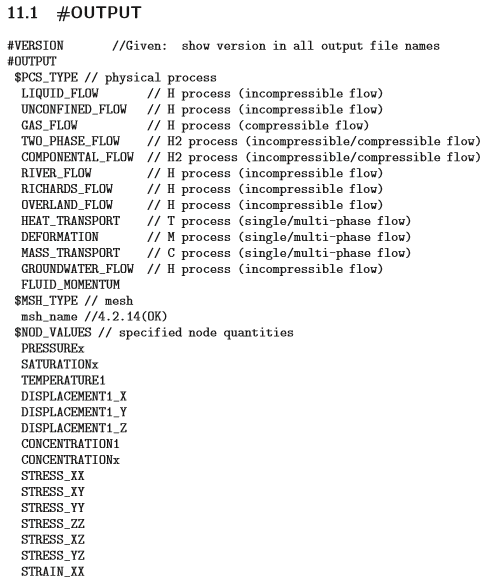 11.1 #OUTPUT
#VERSION //Given: show version in all output file names
#OUTPUT
$PCS_TYPE // physical process
LIQUID_FLOW // H process (incompressible flow)
UNCONFINED_FLOW // H process (incompressible flow)
GAS_FLOW // H process (compressible flow)
TWO_PHASE_FLOW // H2 process (incompressible/compressible flow)
COMPONENTAL_FLOW // H2 process (incompressible/compressible flow)
RIVER_FLOW // H process (incompressible flow)
RICHARDS_FLOW // H process (incompressible flow)
OVERLAND_FLOW // H process (incompressible flow)
HEAT_TRANSPORT // T process (single/multi-phase flow)
DEFORMATION // M process (single/multi-phase flow)
MASS_TRANSPORT // C process (single/multi-phase flow)
GROUNDWATER_FLOW // H process (incompressible flow)
FLUID_MOMENTUM
$MSH_TYPE // mesh
msh_name //4.2.14(OK)
$NOD_VALUES // specified node quantities
PRESSUREx
SATURATIONx
TEMPERATURE1
DISPLACEMENT1_X
DISPLACEMENT1_Y
DISPLACEMENT1_Z
CONCENTRATION1
CONCENTRATIONx
STRESS_XX
STRESS_XY
STRESS_YY
STRESS_ZZ
STRESS_XZ
STRESS_YZ
STRAIN_XX